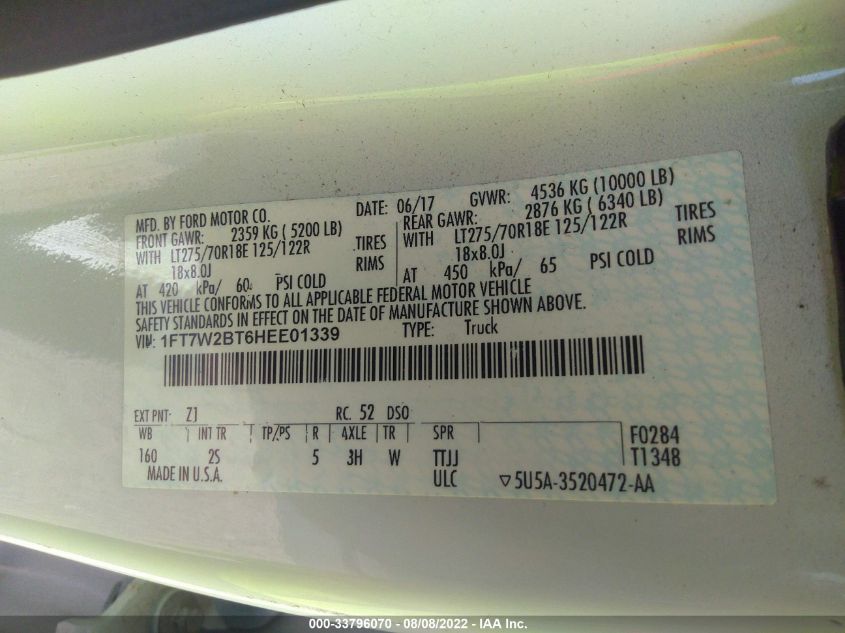 MFD. BY FORD MOTOR CO. DATE: 06/17 GVWR: 4536 KG (10000 LB)
FRONT GAWR: 2359 KG ( 5200 LB) REAR GAWR: 2876 KG ( 6340 LB)
WITH LT275/70R18E 125/122R TIRES WITH LT275/70R18E 125/122R TIRES
18x8.0J RIMS 18x8.0J RIMS
AT 420 kPa/ 60 PSI COLD AT 450 kPa/ 65 PSI COLD
THIS VEHICLE CONFORMS TO ALL APPLICABLE FEDERAL MOTOR VEHICLE
SAFETY STANDARDS IN EFFECT ON THE DATE OF MANUFACTURE SHOWN ABOVE.
VIN: 1FT7W2BT6HEE01339 TYPE: Truck
EXT PNT: Z1 RC: 52 DSO
WB INT TR TP/PS R AXLE TR SPR F0284
160 2S 5 3H W TTJJ T1348
MADE IN U.S.A. ULC ▽5U5A-3520472-AA
000-33796070 — 08/08/2022 - IAA Inc.